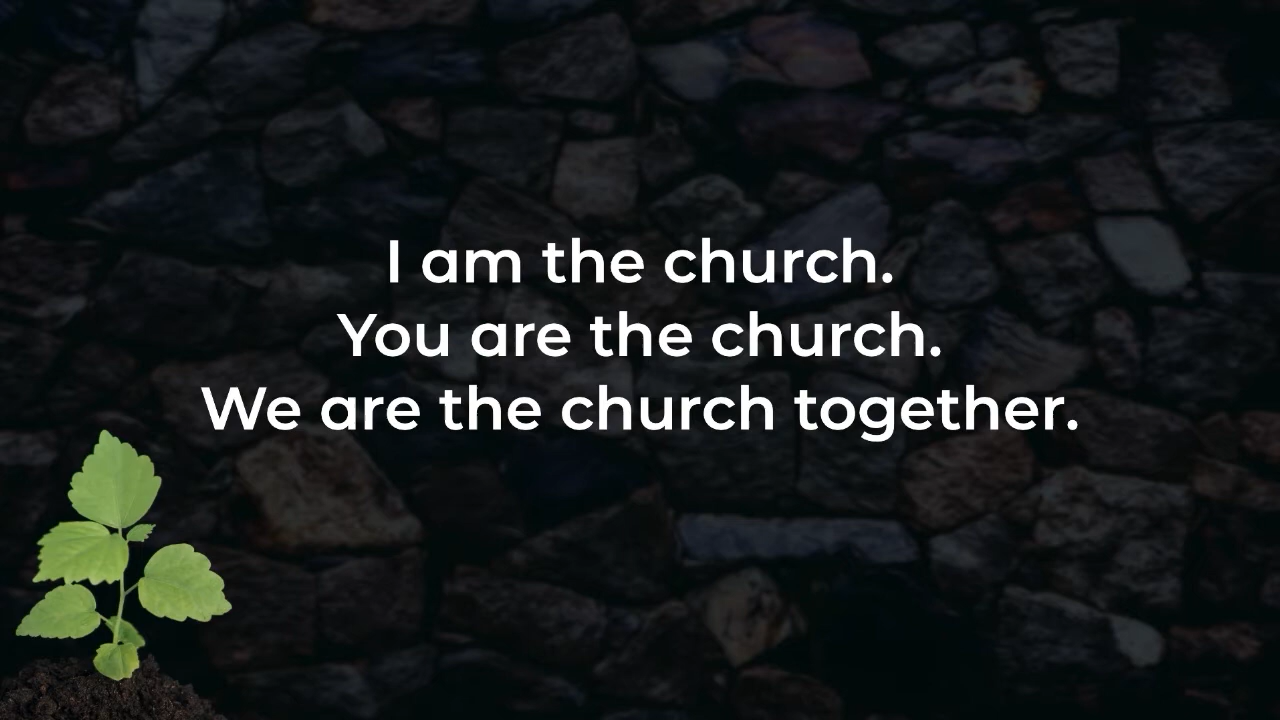 I am the church.
You are the church.
We are the church together.